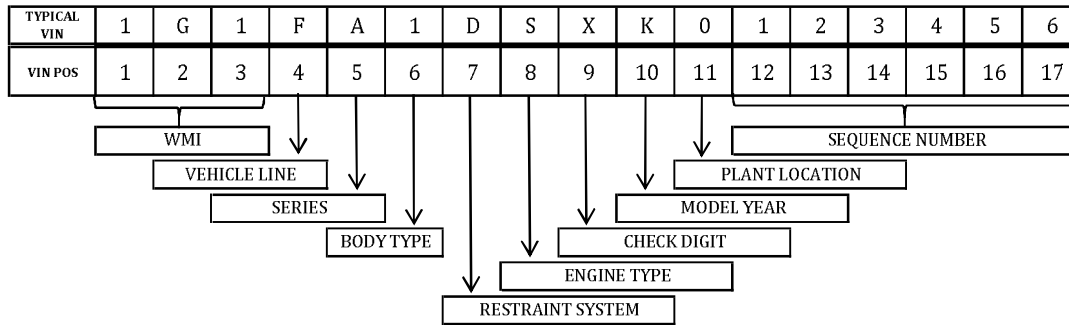 TYPICAL VIN 1 G 1 F A 1 D S X K 0 1 2 3 4 5 6
VIN POS 1 2 3 4 5 6 7 8 9 10 11 12 13 14 15 16 17
WMI SEQUENCE NUMBER
VEHICLE LINE PLANT LOCATION
SERIES MODEL YEAR
BODY TYPE CHECK DIGIT
ENGINE TYPE
RESTRAINT SYSTEM